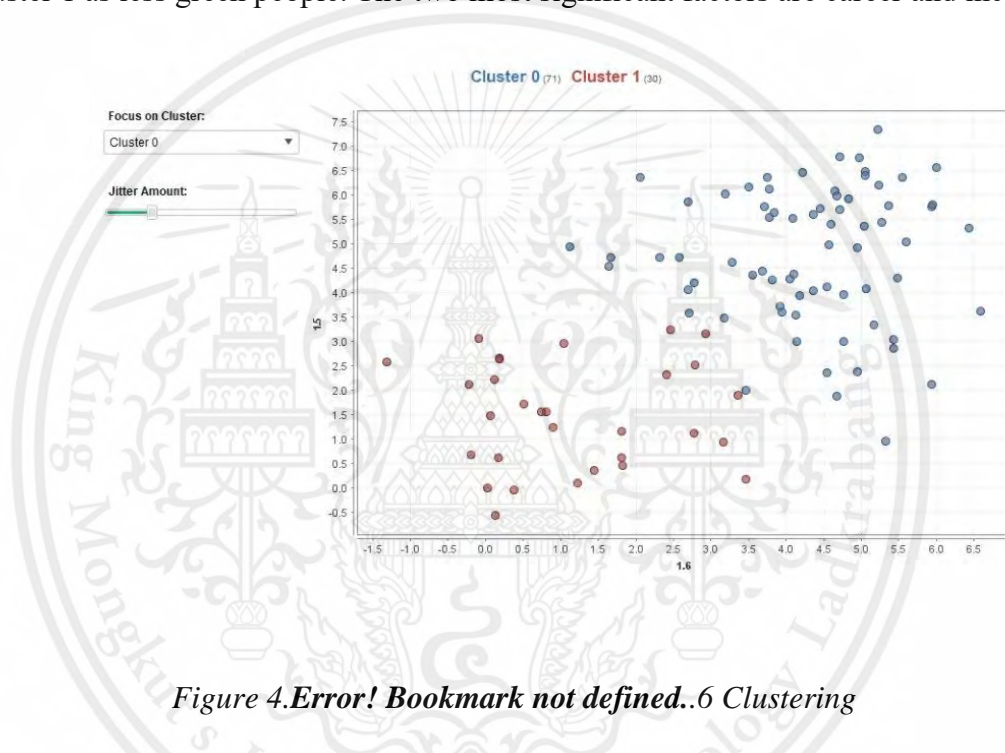 uster 1 as less green people. The two most significant factors are career and
Cluster 0 (71) Cluster 1 (30)
Focus on Cluster:
Cluster 0
Jitter Amount:
7.5
7.0
6.5
6.0
5.5
5.0
4.5
4.0
3.5
3.0
2.5
2.0
1.5
1.0
0.5
0.0
-0.5
1.5
-1.5 -1.0 -0.5 0.0 0.5 1.0 1.5 2.0 2.5 3.0 3.5 4.0 4.5 5.0 5.5 6.0 6.5
1.6
King Mongkut's Ladkrabang
Figure 4.Error! Bookmark not defined..6 Clustering